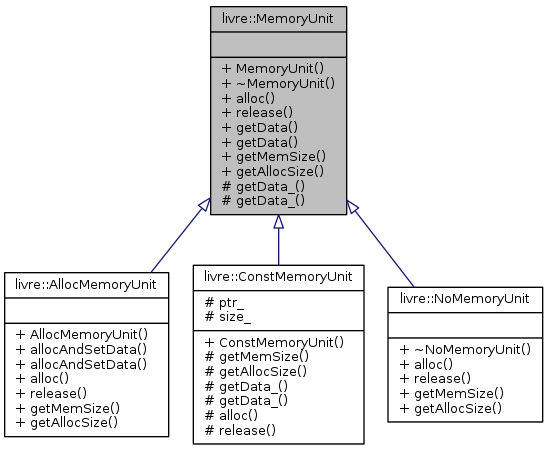 livre::MemoryUnit
+ MemoryUnit()
+ ~MemoryUnit()
+ alloc()
+ release()
+ getData()
+ getData()
+ getMemSize()
+ getAllocSize()
# getData_()
# getData_()
livre::AllocMemoryUnit
+ AllocMemoryUnit()
+ allocAndSetData()
+ allocAndSetData()
+ alloc()
+ release()
+ getMemSize()
+ getAllocSize()
livre::ConstMemoryUnit
# ptr_
# size_
+ ConstMemoryUnit()
# getMemSize()
# getAllocSize()
# getData_()
# getData_()
# alloc()
# release()
livre::NoMemoryUnit
+ ~NoMemoryUnit()
+ alloc()
+ release()
+ getMemSize()
+ getAllocSize()